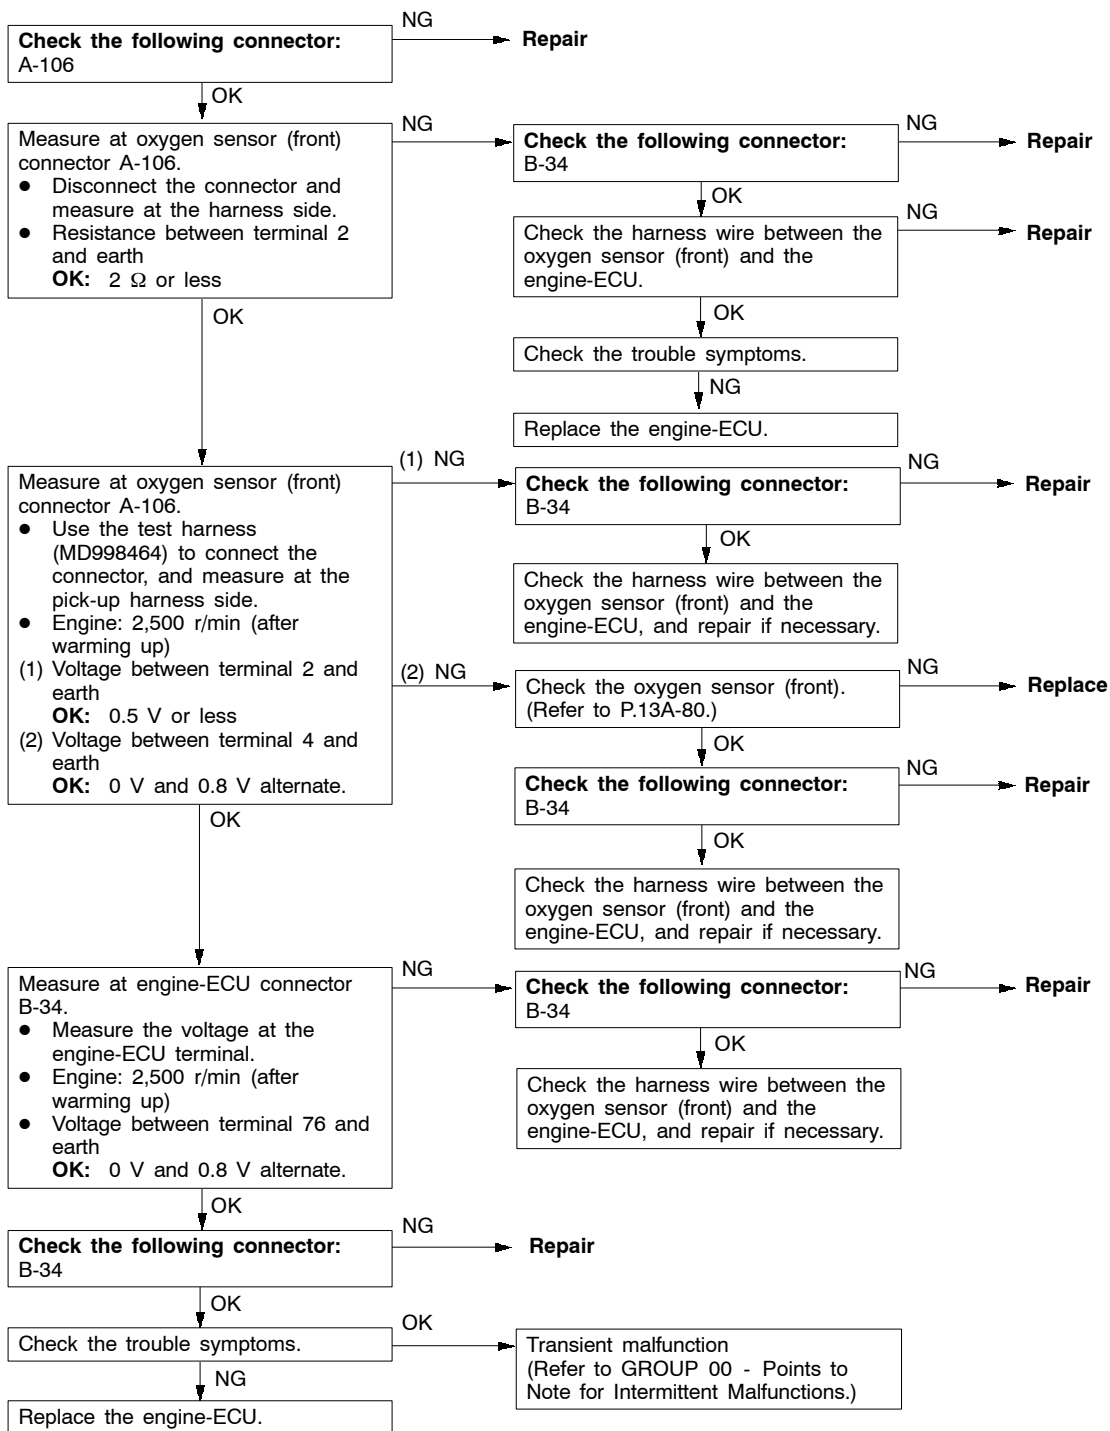 NG
Check the following connector:
A-106
Repair
OK
Measure at oxygen sensor (front)
connector A-106.
● Disconnect the connector and
measure at the harness side.
● Resistance between terminal 2
and earth
OK: 2 Ω or less
NG
Check the following connector:
B-34
NG
Repair
OK
Check the harness wire between the
oxygen sensor (front) and the
engine-ECU.
NG
Repair
OK
Check the trouble symptoms.
NG
Replace the engine-ECU.
OK
Measure at oxygen sensor (front)
connector A-106.
● Use the test harness
(MD998464) to connect the
connector, and measure at the
pick-up harness side.
● Engine: 2,500 r/min (after
warming up)
(1) Voltage between terminal 2 and
earth
OK: 0.5 V or less
(2) Voltage between terminal 4 and
earth
OK: 0 V and 0.8 V alternate.
(1) NG
Check the following connector:
B-34
NG
Repair
OK
Check the harness wire between the
oxygen sensor (front) and the
engine-ECU, and repair if necessary.
(2) NG
Check the oxygen sensor (front).
(Refer to P.13A-80.)
NG
Replace
OK
Check the following connector:
B-34
NG
Repair
OK
Check the harness wire between the
oxygen sensor (front) and the
engine-ECU, and repair if necessary.
OK
Measure at engine-ECU connector
B-34.
● Measure the voltage at the
engine-ECU terminal.
● Engine: 2,500 r/min (after
warming up)
● Voltage between terminal 76 and
earth
OK: 0 V and 0.8 V alternate.
NG
Check the following connector:
B-34
NG
Repair
OK
Check the harness wire between the
oxygen sensor (front) and the
engine-ECU, and repair if necessary.
OK
Check the following connector:
B-34
NG
Repair
OK
Check the trouble symptoms.
OK
Transient malfunction
(Refer to GROUP 00 - Points to
Note for Intermittent Malfunctions.)
NG
Replace the engine-ECU.